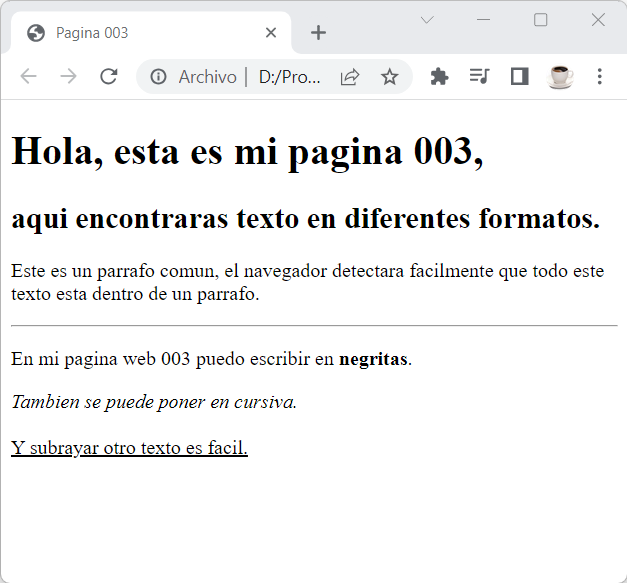 Pagina 003
Archivo | D:/Pro...
Hola, esta es mi pagina 003,
aqui encontraras texto en diferentes formatos.
Este es un parrafo comun, el navegador detectara facilmente que todo este
texto esta dentro de un parrafo.
En mi pagina web 003 puedo escribir en negritas.
Tambien se puede poner en cursiva.
Y subrayar otro texto es facil.